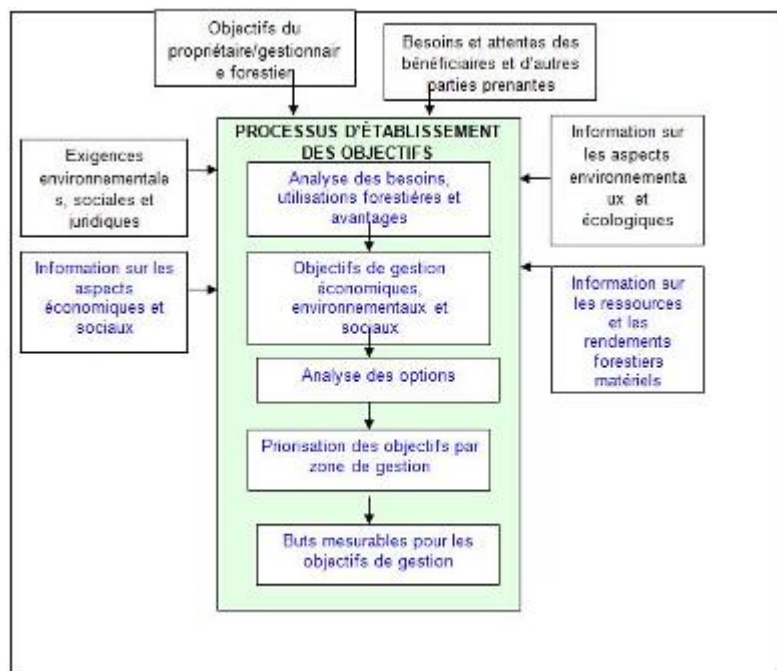 Objectifs du
propriétaire/gestionnair
e forestier
Besoins et attentes des
bénéficiaires et d'autres
parties prenantes
PROCESSUS D'ÉTABLISSEMENT
DES OBJECTIFS
Exigences
environnementale
s, sociales et
juridiques
Analyse des besoins,
utilisations forestières et
avantages
Information sur
les aspects
environnementa
ux et
écologiques
Information sur les
aspects
économiques et
sociaux
Objectifs de gestion
économiques,
environnementaux et
sociaux
Information sur
les ressources
et les
rendements
forestiers
matériels
Analyse des options
Priorisation des objectifs par
zone de gestion
Buts mesurables pour les
objectifs de gestion